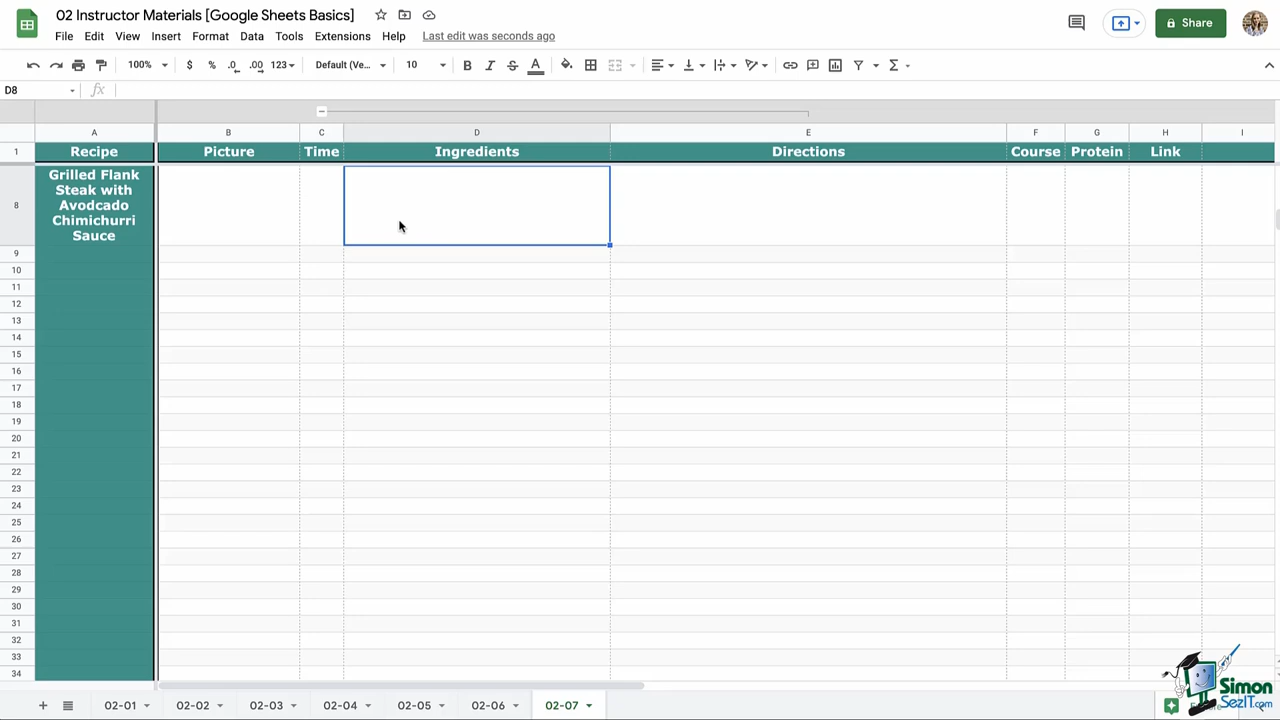 02 Instructor Materials [Google Sheets Basics]
File Edit View Insert Format Data Tools Extensions Help Last edit was seconds ago
Share
100% $ % .0 .00 123 Default (Ve... 10
D8 fx
A B C D E F G H I
1 Recipe Picture Time Ingredients Directions Course Protein Link
8 Grilled Flank
Steak with
Avodcado
Chimichurri
Sauce
9
10
11
12
13
14
15
16
17
18
19
20
21
22
23
24
25
26
27
28
29
30
31
32
33
34
02-01 02-02 02-03 02-04 02-05 02-06 02-07
Simon
SezIT.com